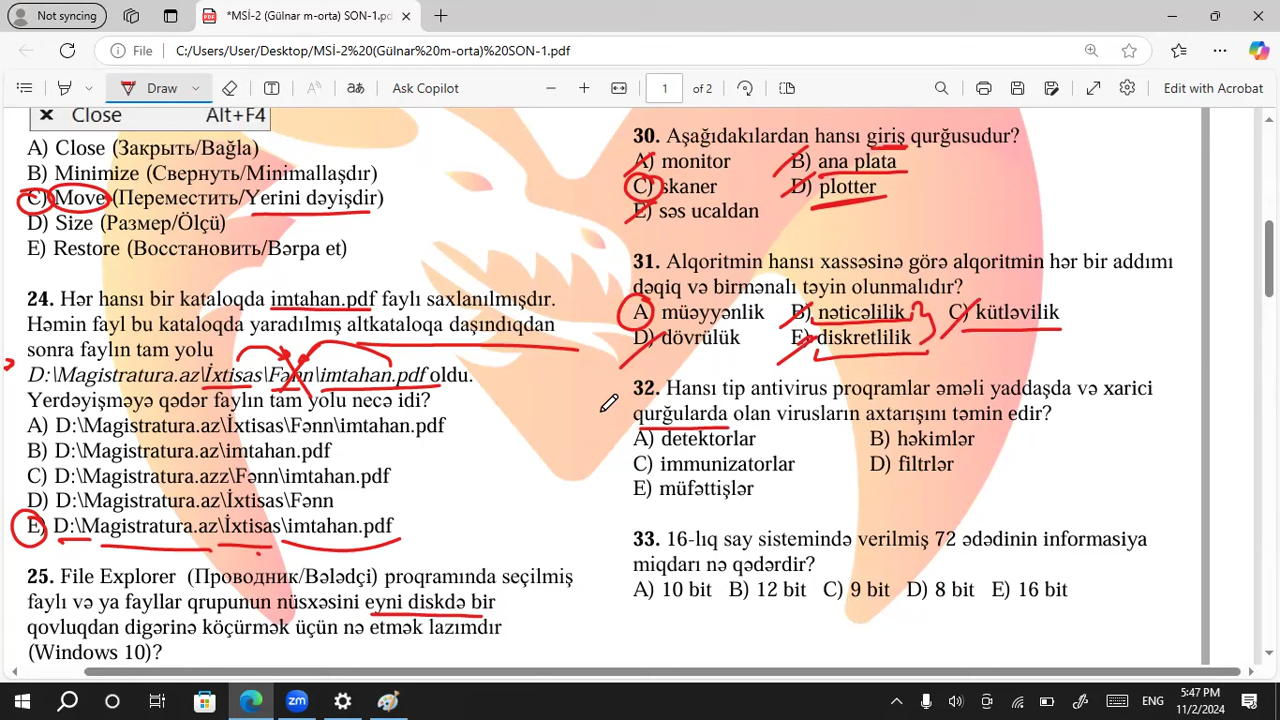 Not syncing
*MSİ-2 (Gülnar m-orta) SON-1.pd
File
C:/Users/User/Desktop/MSİ-2%20(Gülnar%20m-orta)%20SON-1.pdf
Draw
Ask Copilot
1
of 2
Edit with Acrobat
Close Alt+F4
A) Close (Закрыть/Bağla)
B) Minimize (Свернуть/Minimallaşdır)
C) Move (Переместить/Yerini dəyişdir)
D) Size (Размер/Ölçü)
E) Restore (Восстановить/Bərpa et)
24. Hər hansı bir kataloqda imtahan.pdf faylı saxlanılmışdır.
Həmin fayl bu kataloqda yaradılmış altkataloqa daşındıqdan
sonra faylın tam yolu
D:\Magistratura.az\İxtisas\Fənn\imtahan.pdf oldu.
Yerdəyişməyə qədər faylın tam yolu necə idi?
A) D:\Magistratura.az\İxtisas\Fənn\imtahan.pdf
B) D:\Magistratura.az\imtahan.pdf
C) D:\Magistratura.azz\Fənn\imtahan.pdf
D) D:\Magistratura.az\İxtisas\Fənn
E) D:\Magistratura.az\İxtisas\imtahan.pdf
25. File Explorer (Проводник/Bələdçi) proqramında seçilmiş
faylı və ya fayllar qrupunun nüsxəsini eyni diskdə bir
qovluqdan digərinə köçürmək üçün nə etmək lazımdır
(Windows 10)?
30. Aşağıdakılardan hansı giriş qurğusudur?
A) monitor B) ana plata
C) skaner D) plotter
E) səs ucaldan
31. Alqoritmin hansı xassəsinə görə alqoritmin hər bir addımı
dəqiq və birmənalı təyin olunmalıdır?
A müəyyənlik B) nəticəlilik C) kütləvilik
D) dövrülük E) diskretlilik
32. Hansı tip antivirus proqramlar əməli yaddaşda və xarici
qurğularda olan virusların axtarışını təmin edir?
A) detektorlar B) həkimlər
C) immunizatorlar D) filtrlər
E) müfəttişlər
33. 16-lıq say sistemində verilmiş 72 ədədinin informasiya
miqdarı nə qədərdir?
A) 10 bit B) 12 bit C) 9 bit D) 8 bit E) 16 bit
ENG
5:47 PM
11/2/2024